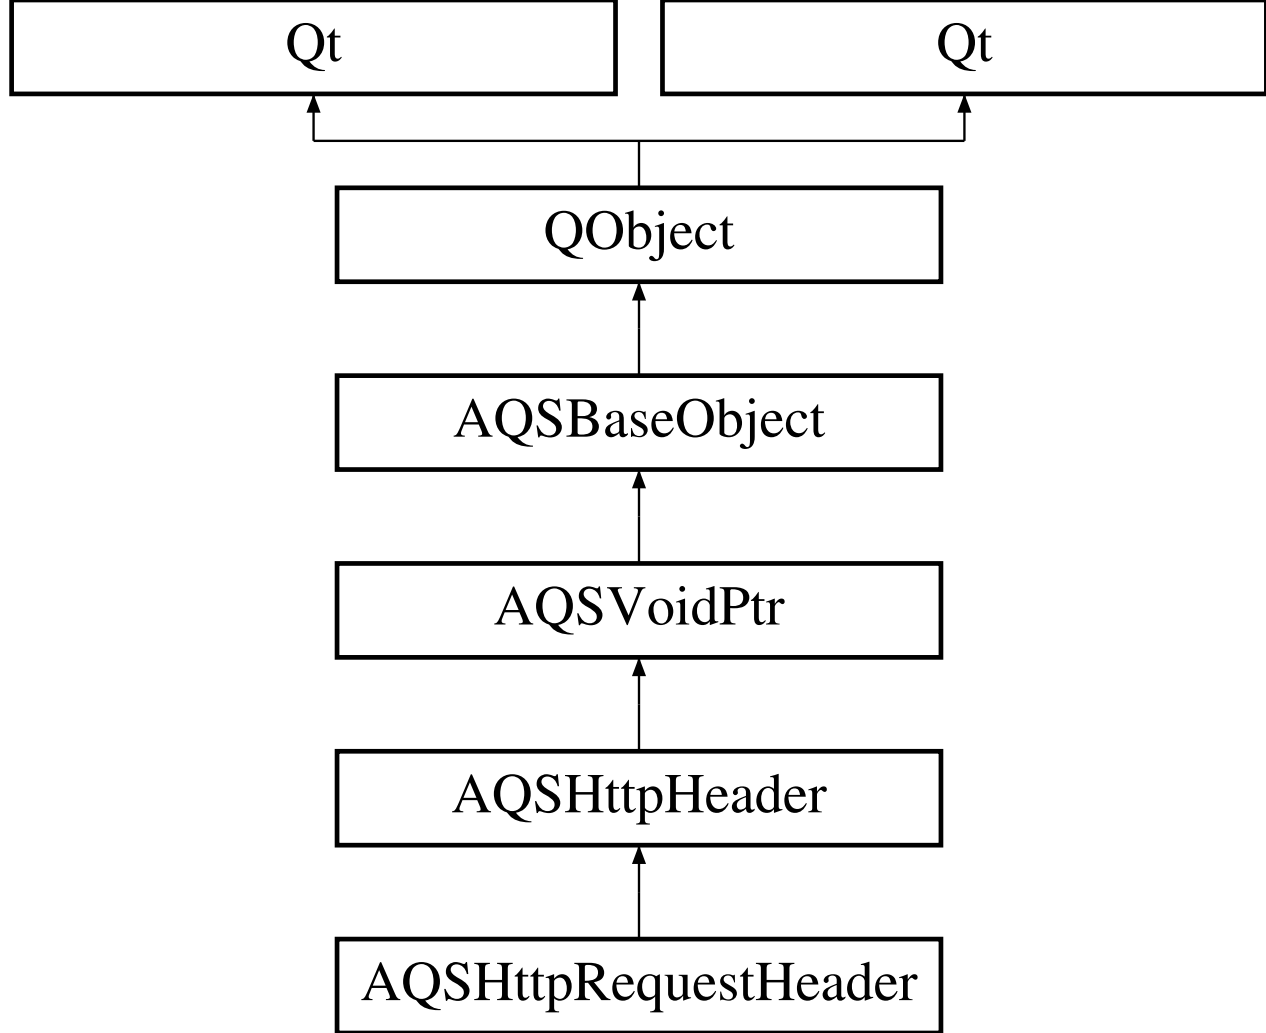 Qt
Qt
QObject
AQSBaseObject
AQSVoidPtr
AQSHttpHeader
AQSHttpRequestHeader